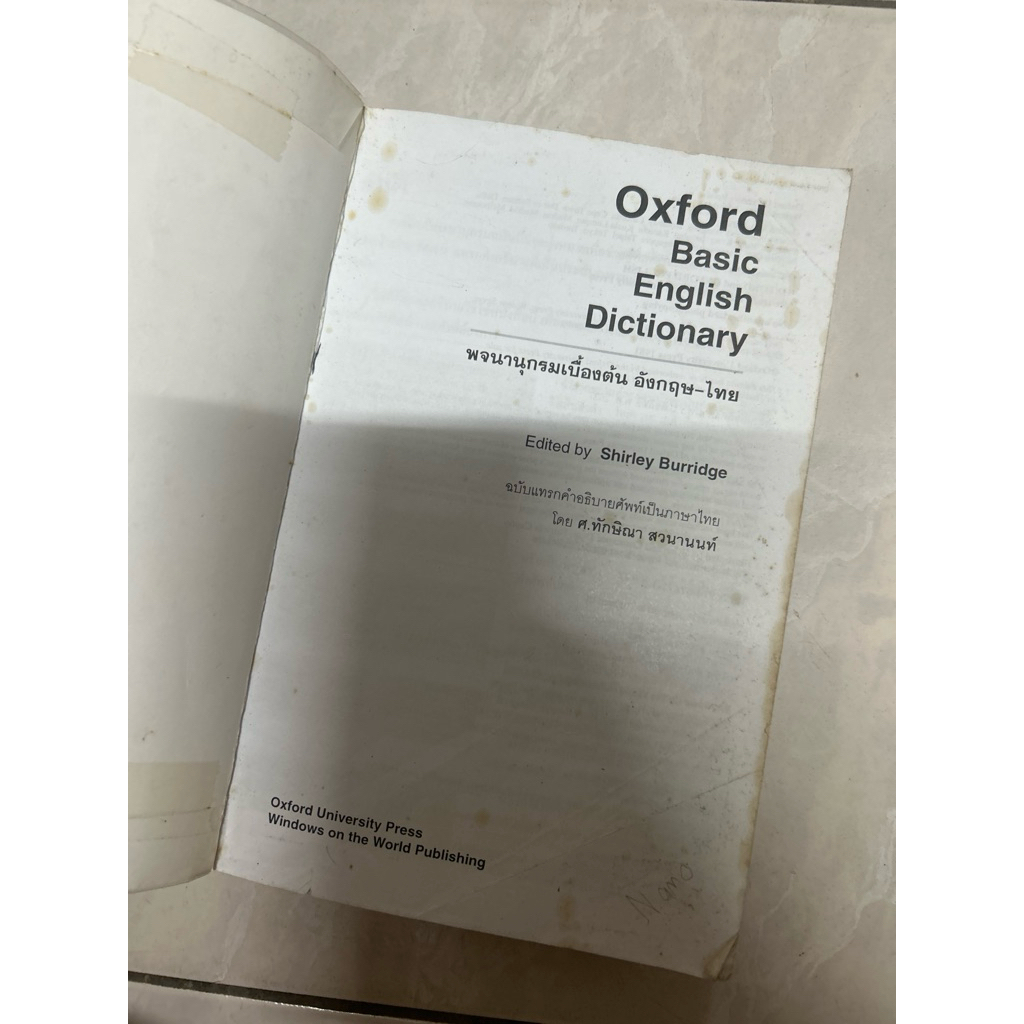 Oxford
Basic
English
Dictionary
พจนานุกรมเบื้องต้น อังกฤษ-ไทย
Edited by Shirley Burridge
ฉบับแทรกคำอธิบายศัพท์เป็นภาษาไทย
โดย ศ.ทักษิณา สวนานนท์
Oxford University Press
Windows on the World Publishing